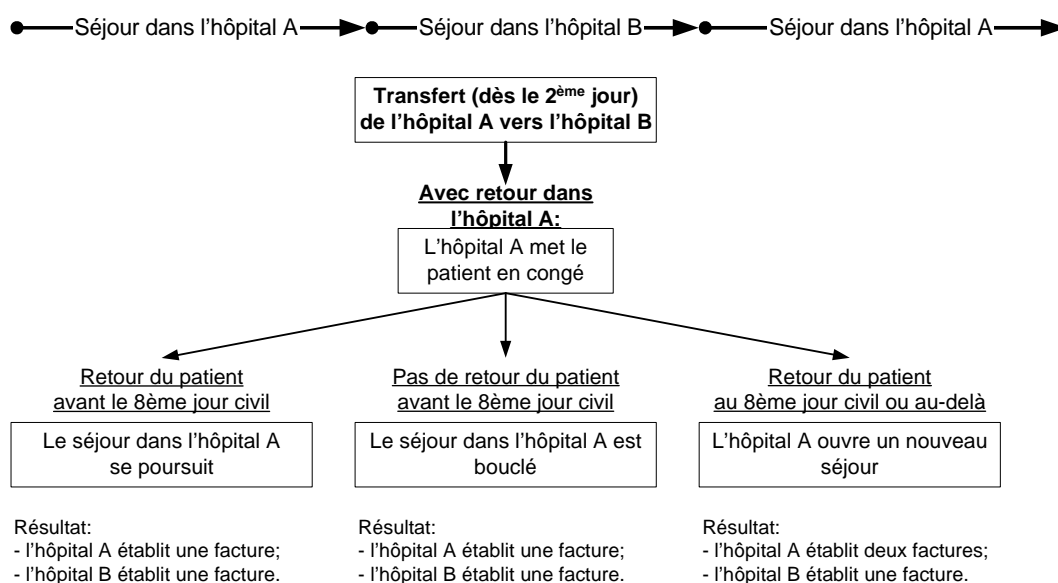 Séjour dans l'hôpital A
Séjour dans l'hôpital B
Séjour dans l'hôpital A
Transfert (dès le 2ème jour)
de l'hôpital A vers l'hôpital B
Avec retour dans
l'hôpital A:
L'hôpital A met le
patient en congé
Retour du patient
avant le 8ème jour civil
Le séjour dans l'hôpital A
se poursuit
Résultat:
- l'hôpital A établit une facture;
- l'hôpital B établit une facture.
Pas de retour du patient
avant le 8ème jour civil
Le séjour dans l'hôpital A est
bouclé
Résultat:
- l'hôpital A établit une facture;
- l'hôpital B établit une facture.
Retour du patient
au 8ème jour civil ou au-delà
L'hôpital A ouvre un nouveau
séjour
Résultat:
- l'hôpital A établit deux factures;
- l'hôpital B établit une facture.